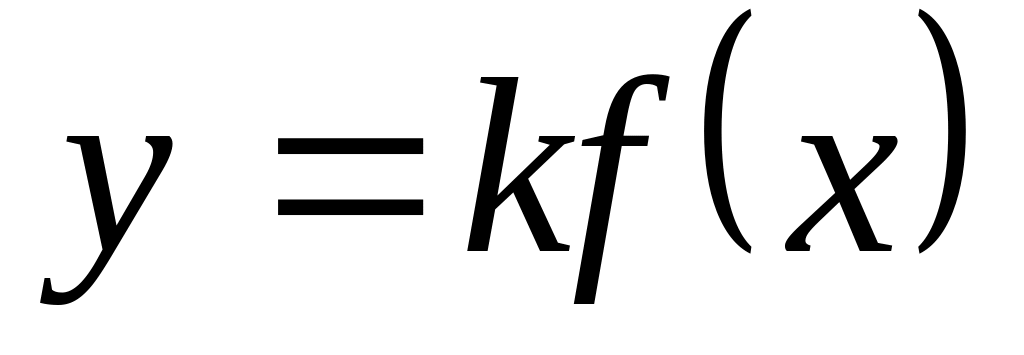 y = kf(x)